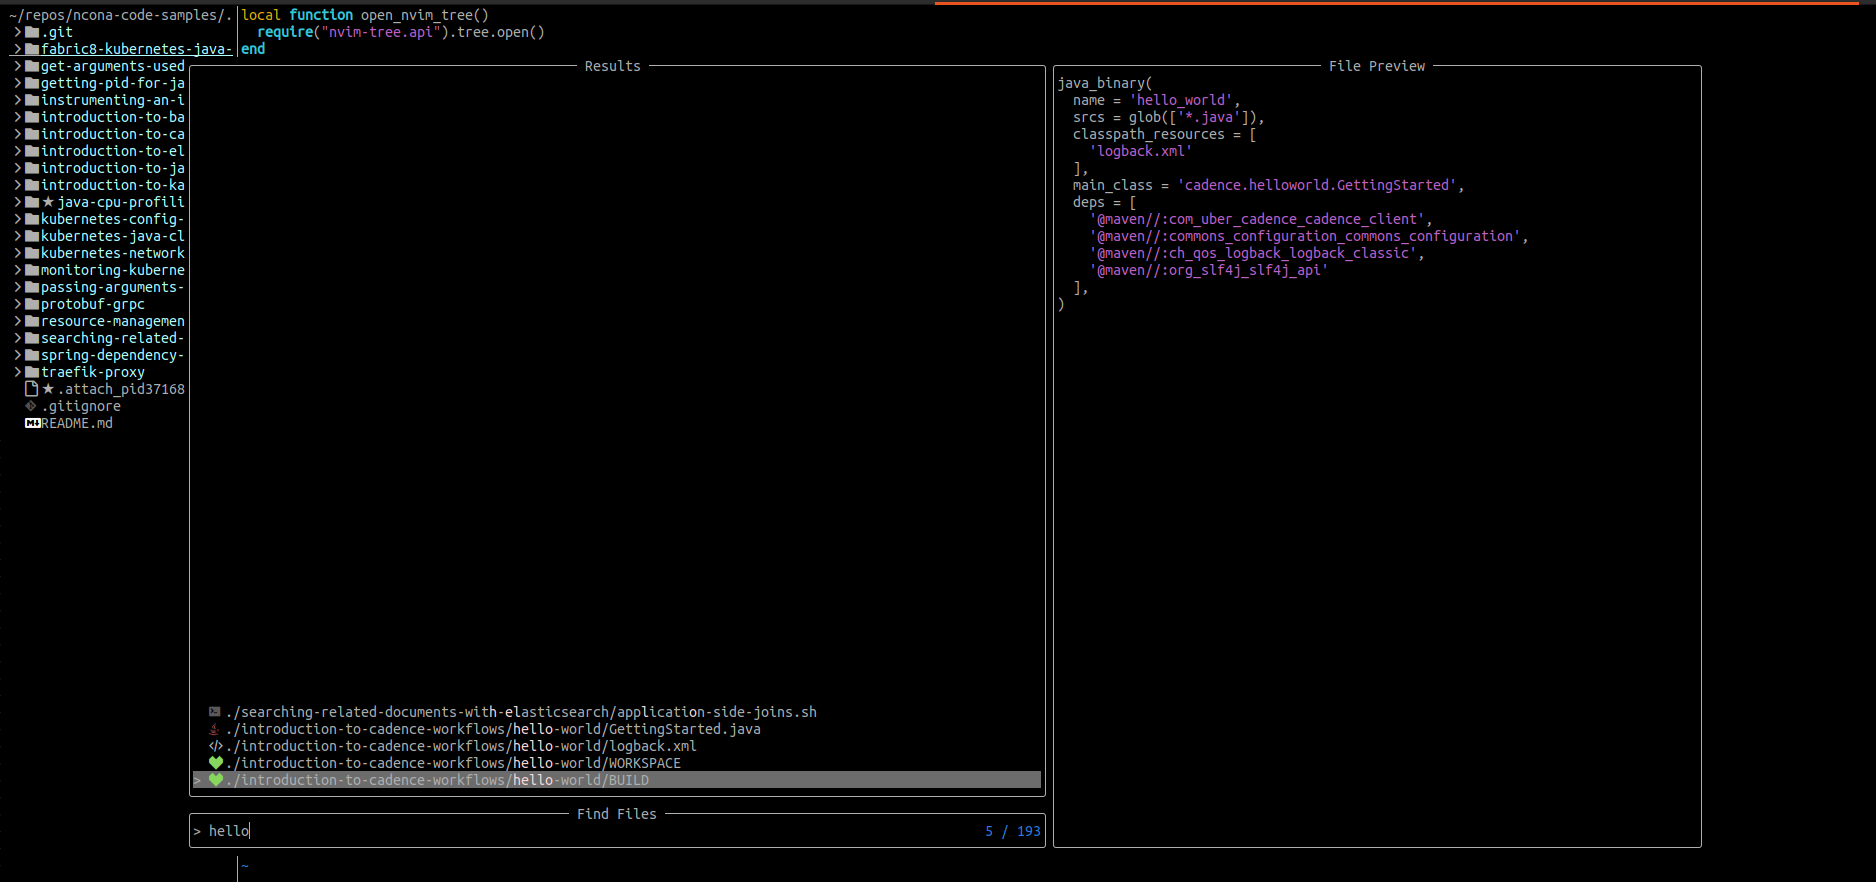 ~/repos/ncona-code-samples/.
.git
fabric8-kubernetes-java-
get-arguments-used
getting-pid-for-ja
instrumenting-an-i
introduction-to-ba
introduction-to-ca
introduction-to-el
introduction-to-ja
introduction-to-ka
★ java-cpu-profili
kubernetes-config-
kubernetes-java-cl
kubernetes-network
monitoring-kuberne
passing-arguments-
protobuf-grpc
resource-managemen
searching-related-
spring-dependency-
traefik-proxy
★ .attach_pid37168
.gitignore
README.md
local function open_nvim_tree()
  require("nvim-tree.api").tree.open()
end
Results
./searching-related-documents-with-elasticsearch/application-side-joins.sh
./introduction-to-cadence-workflows/hello-world/GettingStarted.java
./introduction-to-cadence-workflows/hello-world/logback.xml
./introduction-to-cadence-workflows/hello-world/WORKSPACE
> ./introduction-to-cadence-workflows/hello-world/BUILD
Find Files
> hello 5 / 193
~
File Preview
java_binary(
  name = 'hello_world',
  srcs = glob(['*.java']),
  classpath_resources = [
    'logback.xml'
  ],
  main_class = 'cadence.helloworld.GettingStarted',
  deps = [
    '@maven//:com_uber_cadence_cadence_client',
    '@maven//:commons_configuration_commons_configuration',
    '@maven//:ch_qos_logback_logback_classic',
    '@maven//:org_slf4j_slf4j_api'
  ],
)